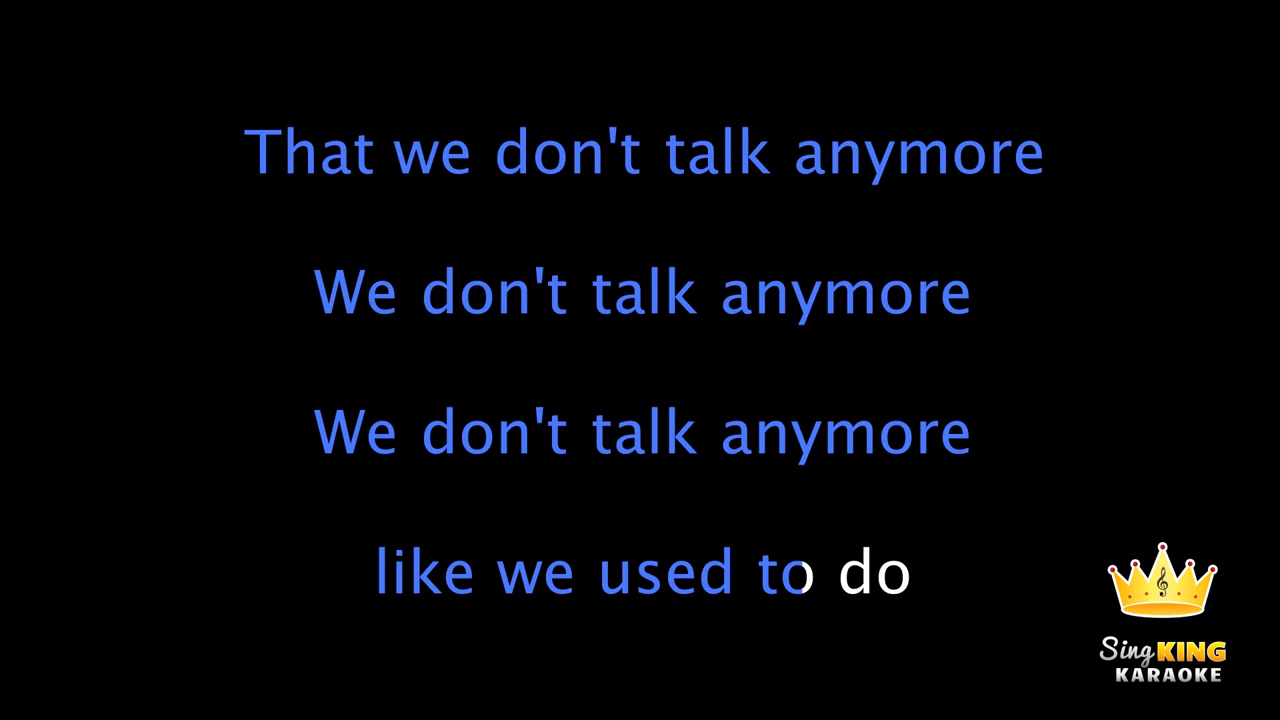 That we don't talk anymore
We don't talk anymore
We don't talk anymore
like we used to do
Sing KING
KARAOKE